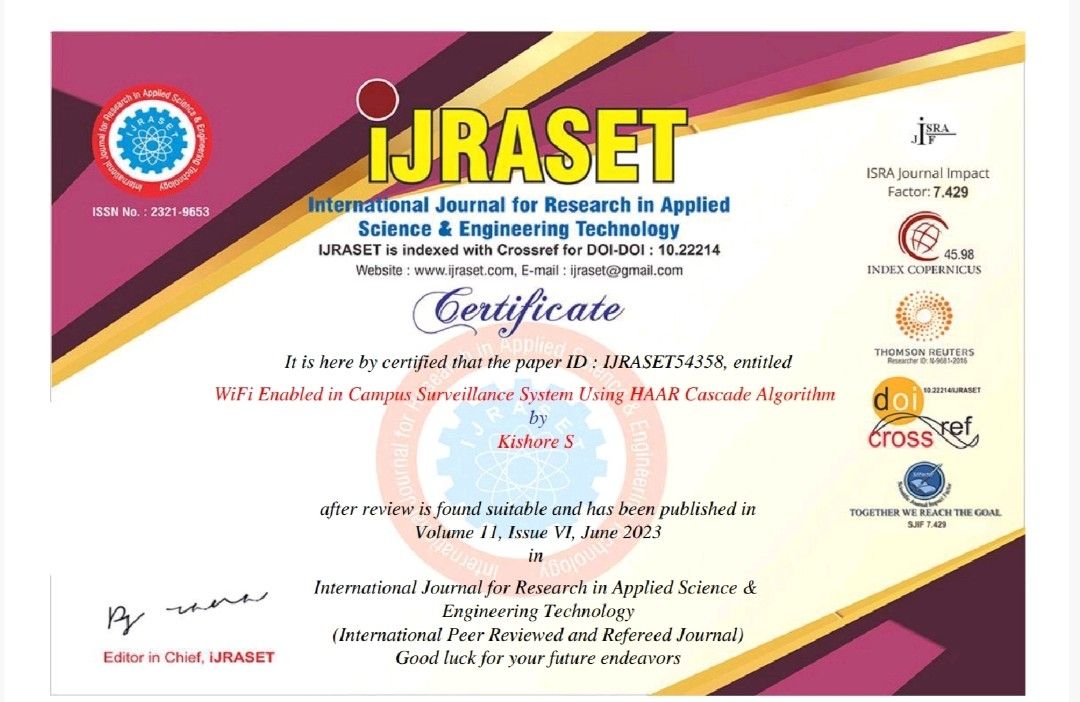 International Journal for Research in Applied Science & Engineering Technology
IJRASET
ISSN No. : 2321-9653
iJRASET
International Journal for Research in Applied
Science & Engineering Technology
IJRASET is indexed with Crossref for DOI-DOI : 10.22214
Website : www.ijraset.com, E-mail : ijraset@gmail.com
Certificate
It is here by certified that the paper ID : IJRASET54358, entitled
WiFi Enabled in Campus Surveillance System Using HAAR Cascade Algorithm
by
Kishore S
after review is found suitable and has been published in
Volume 11, Issue VI, June 2023
in
International Journal for Research in Applied Science &
Engineering Technology
(International Peer Reviewed and Refereed Journal)
Good luck for your future endeavors
Editor in Chief, iJRASET
ISRA
JIF
ISRA Journal Impact
Factor: 7.429
45.98
INDEX COPERNICUS
THOMSON REUTERS
Researcher ID: N-9681-2016
doi
10.22214/IJRASET
cross ref
TOGETHER WE REACH THE GOAL
SJIF 7.429